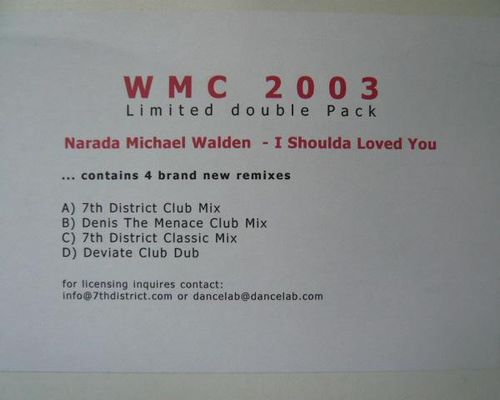 WMC 2003
Limited double Pack
Narada Michael Walden - I Shoulda Loved You
... contains 4 brand new remixes
A) 7th District Club Mix
B) Denis The Menace Club Mix
C) 7th District Classic Mix
D) Deviate Club Dub
for licensing inquires contact:
info@7thdistrict.com or dancelab@dancelab.com